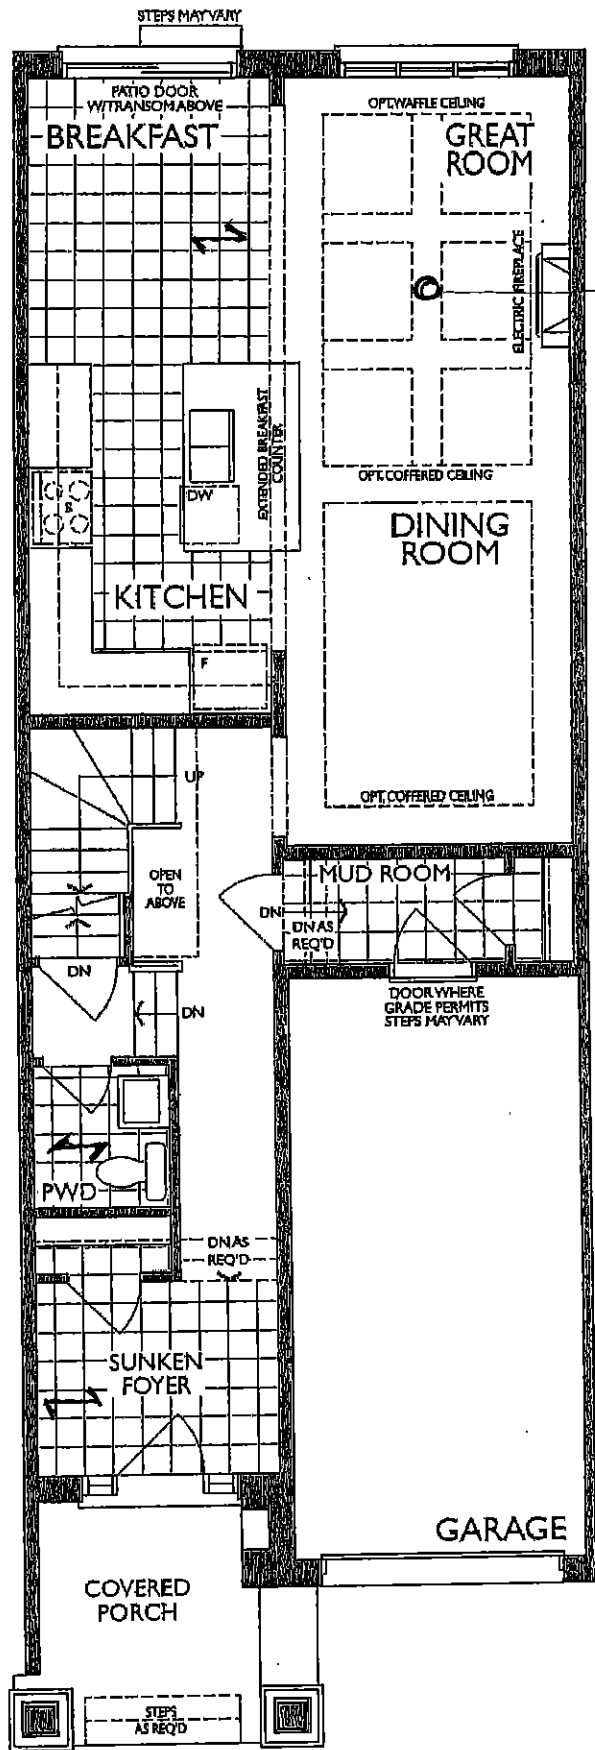 STEPS MAY VARY
PATIO DOOR
W/TRANSOM ABOVE
BREAKFAST
OPT. WAFFLE CEILING
GREAT
ROOM
ELECTRIC FIREPLACE
EXTENDED BREAKFAST
COUNTER
DW
R
OPT. COFFERED CEILING
DINING
ROOM
KITCHEN
F
UP
OPT. COFFERED CEILING
OPEN
TO
ABOVE
MUD ROOM
DN
DN AS
REQ'D
DN
DN
DOOR WHERE
GRADE PERMITS
STEPS MAY VARY
PWD
DN AS
REQ'D
SUNKEN
FOYER
GARAGE
COVERED
PORCH
STEPS
AS REQ'D